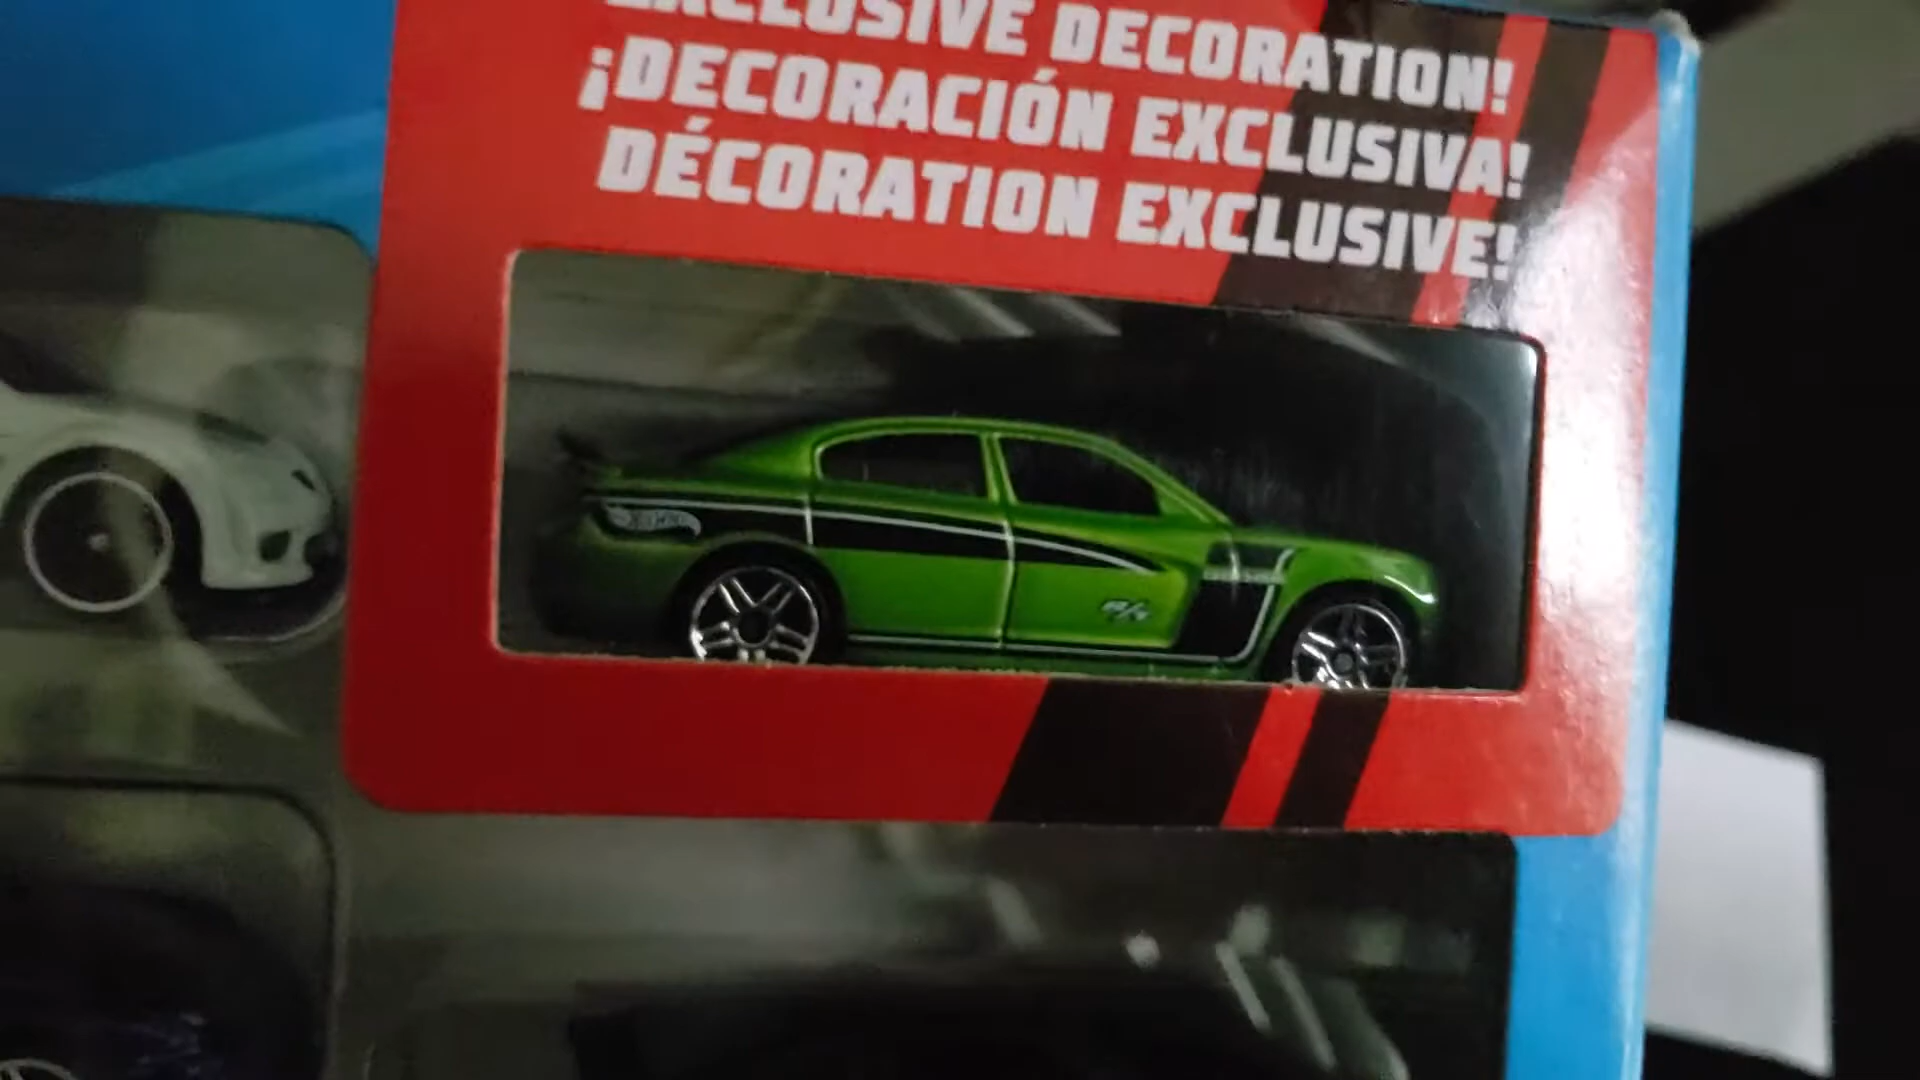 EXCLUSIVE DECORATION!
¡DECORACIÓN EXCLUSIVA!
DÉCORATION EXCLUSIVE!
R/T